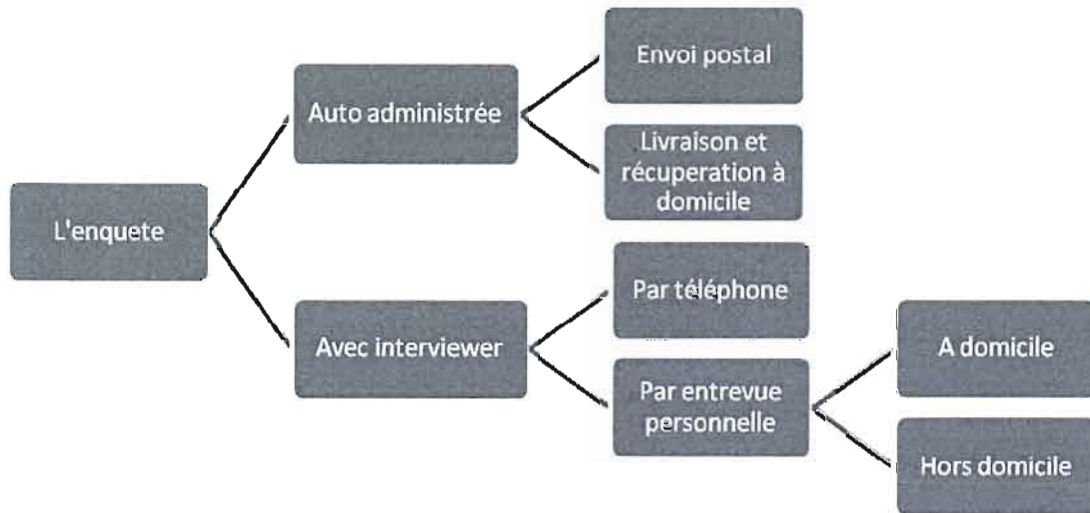 Envoi postal
Auto administrée
Livraison et
récuperation à
domicile
L'enquete
Par téléphone
Avec interviewer
A domicile
Par entrevue
personnelle
Hors domicile